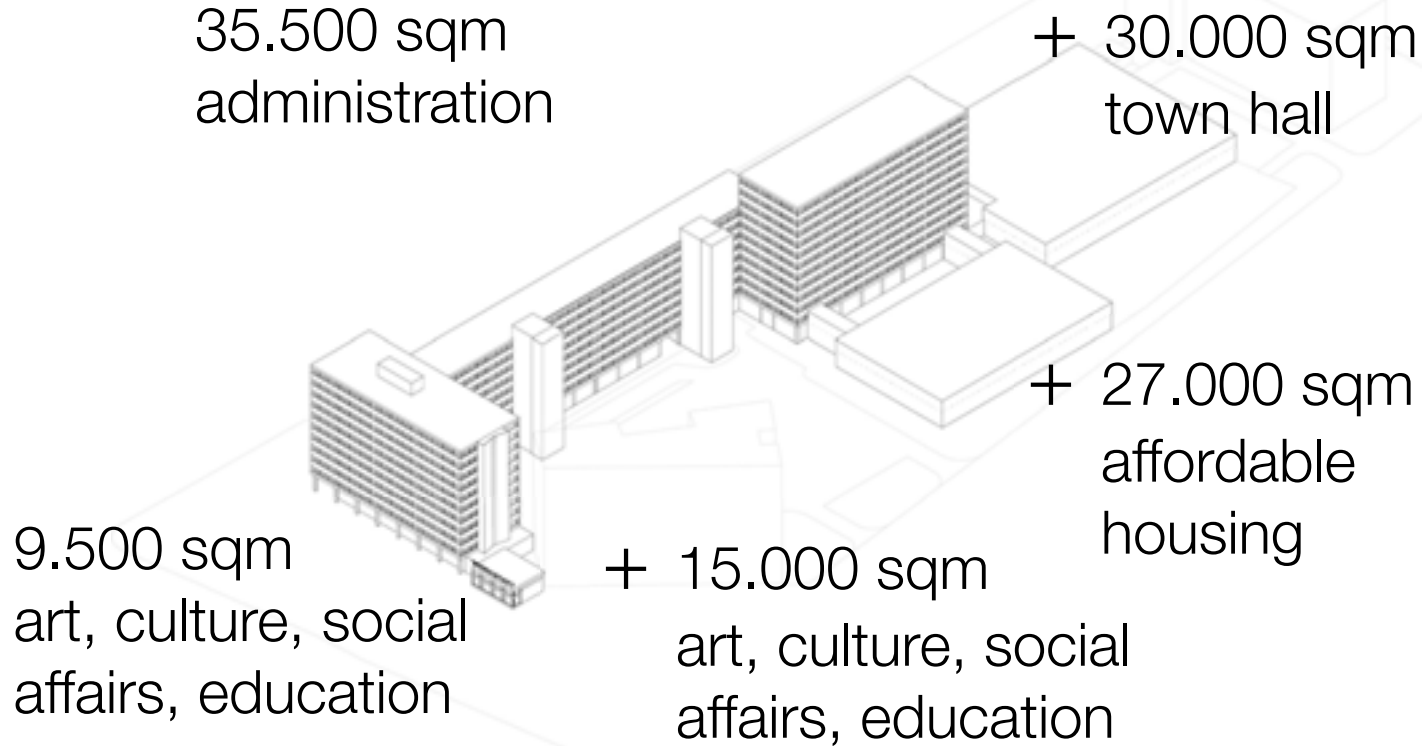 35.500 sqm
administration
+ 30.000 sqm
town hall
+ 27.000 sqm
affordable
housing
9.500 sqm
art, culture, social
affairs, education
+ 15.000 sqm
art, culture, social
affairs, education